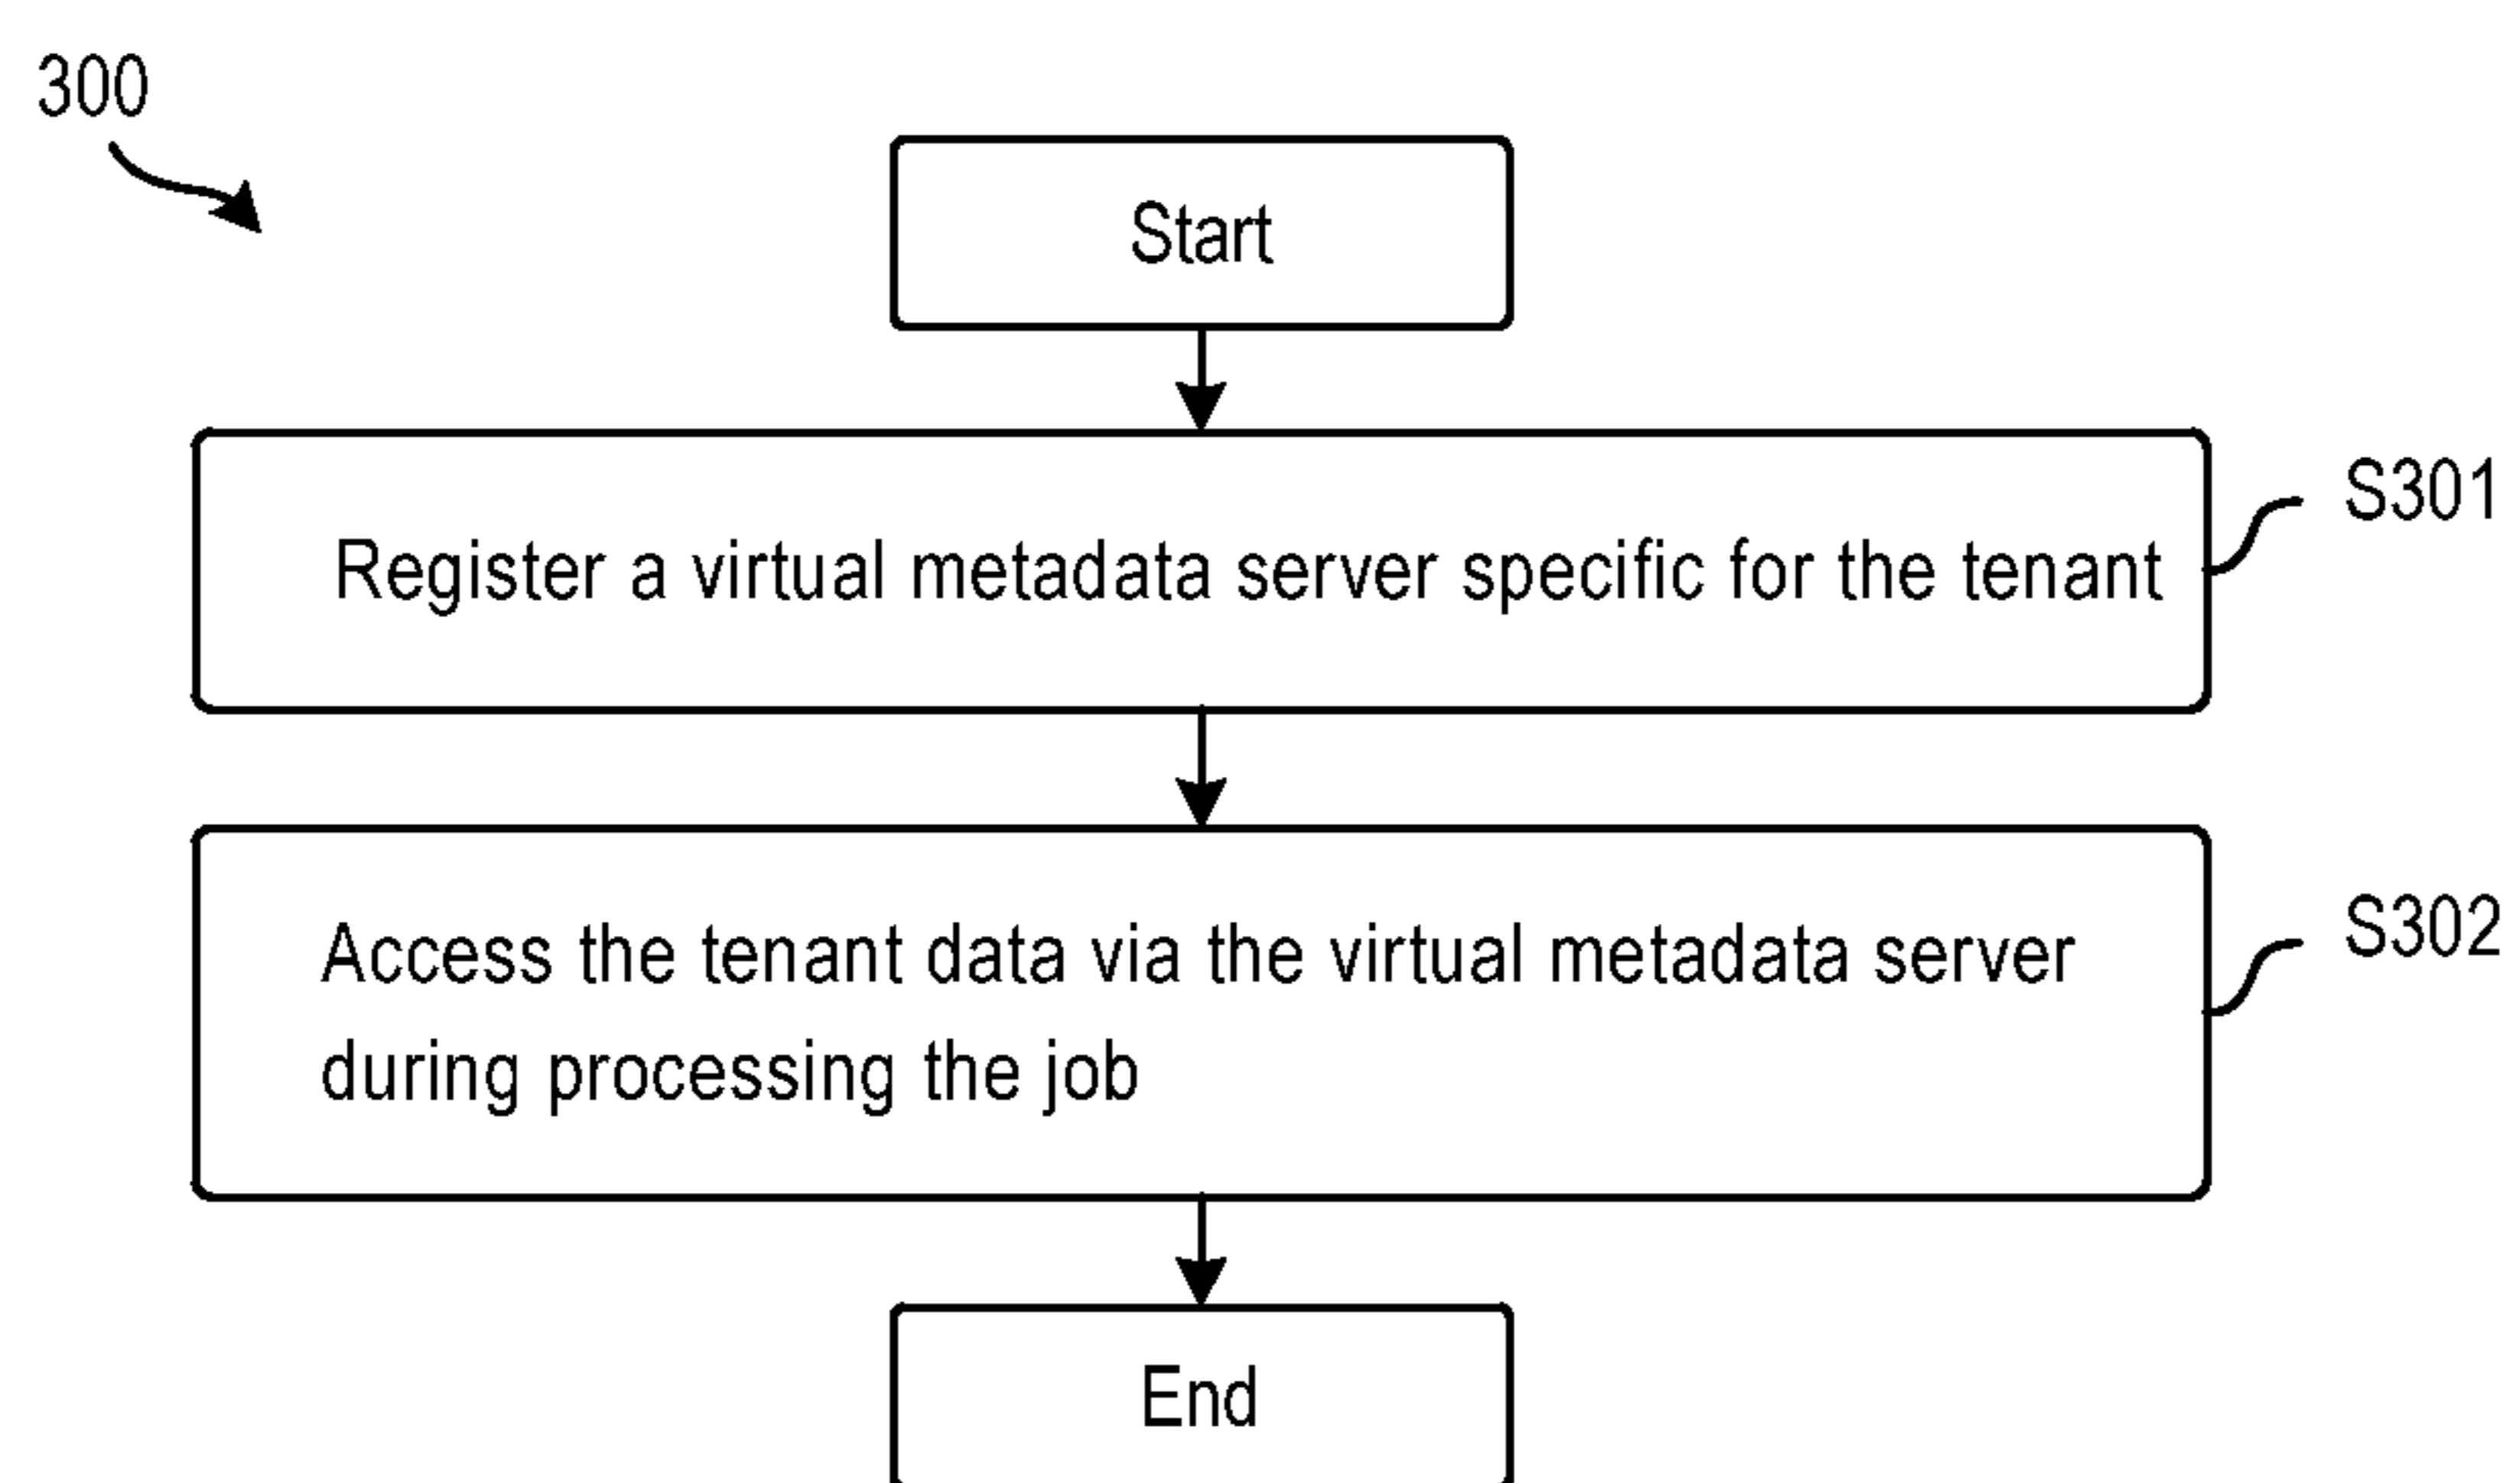 300
Start
Register a virtual metadata server specific for the tenant
S301
Access the tenant data via the virtual metadata server
during processing the job
S302
End